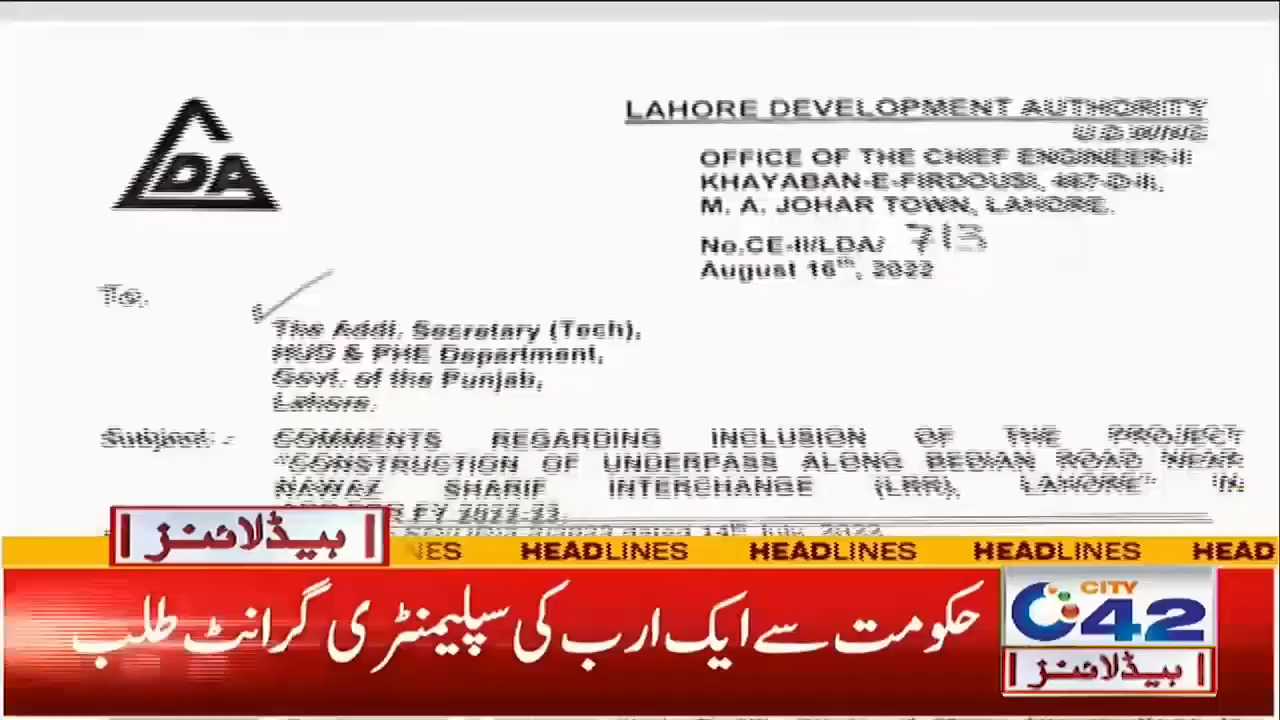 LDA
LAHORE DEVELOPMENT AUTHORITY
U.D.WING
OFFICE OF THE CHIEF ENGINEER-II
KHAYABAN-E-FIRDOUSI, 467-D-II,
M. A. JOHAR TOWN, LAHORE.
No.CE-II/LDA/ 713
August 16th, 2022
To,
The Addl. Secretary (Tech),
HUD & PHE Department,
Govt. of the Punjab,
Lahore.
Subject: - COMMENTS REGARDING INCLUSION OF THE PROJECT
"CONSTRUCTION OF UNDERPASS ALONG BEDIAN ROAD NEAR
NAWAZ SHARIF INTERCHANGE (LRR), LAHORE" IN
FOR FY 2022-23.
dated 14th July, 2022
ہیڈلائنز
NES HEADLINES HEADLINES HEADLINES HEAD
حکومت سے ایک ارب کی سپلیمنٹری گرانٹ طلب
CITY
42
ہیڈلائنز